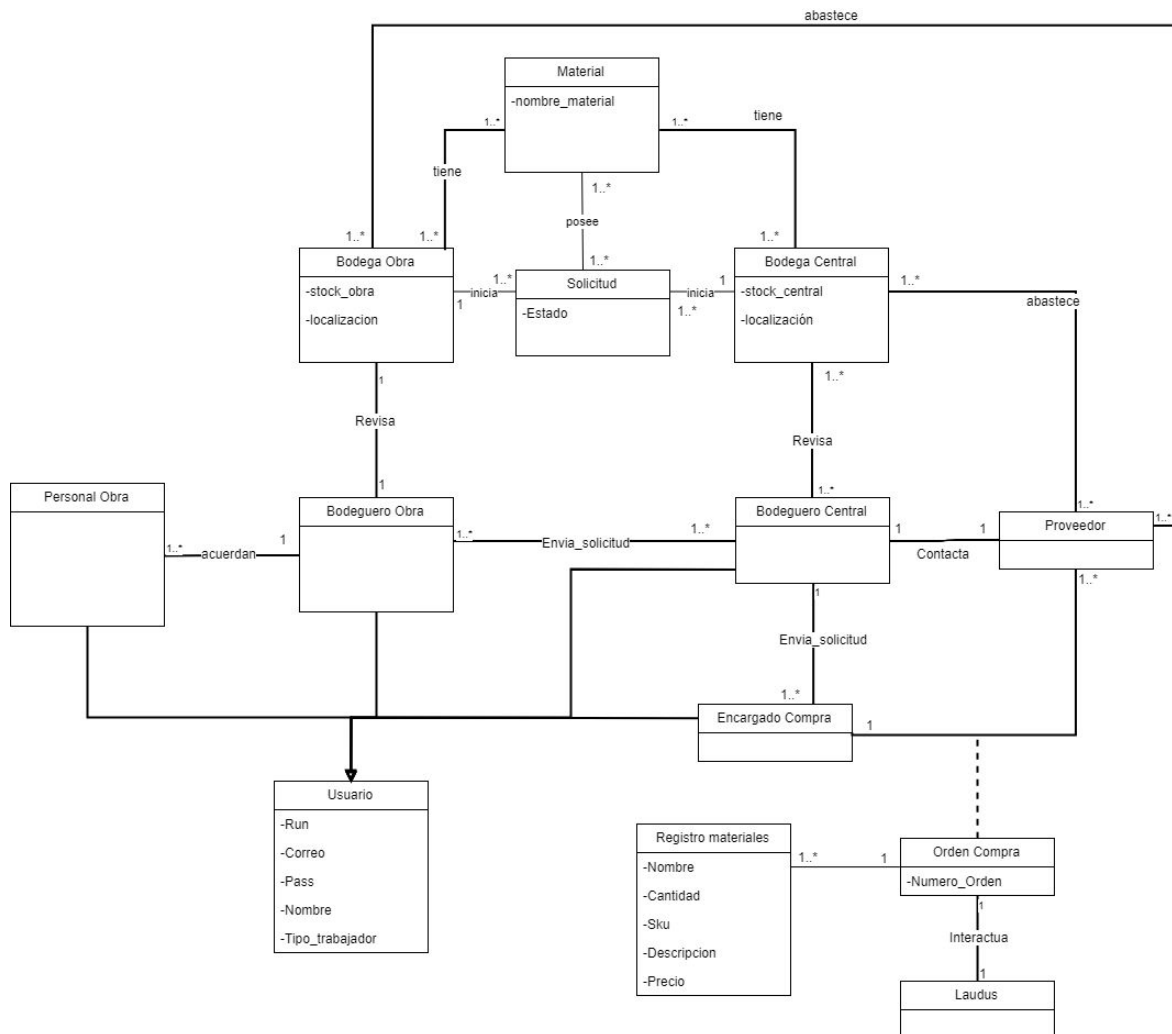 abastece
Material
-nombre_material
1..*
1..*
tiene
tiene
1..*
posee
1..*
1..*
1..*
1..*
Bodega Obra
-stock_obra
-localizacion
1..*
inicia
1
Solicitud
-Estado
1
inicia
1..*
Bodega Central
-stock_central
-localización
1..*
abastece
1
Revisa
1
1..*
Revisa
1..*
1..*
1..*
Personal Obra
1..*
acuerdan
1
Bodeguero Obra
1..*
Envia_solicitud
1..*
Bodeguero Central
1
1
Contacta
Proveedor
1..*
1
Envia_solicitud
1..*
Encargado Compra
1
Usuario
-Run
-Correo
-Pass
-Nombre
-Tipo_trabajador
Registro materiales
-Nombre
-Cantidad
-Sku
-Descripcion
-Precio
1..*
1
Orden Compra
-Numero_Orden
1
Interactua
1
Laudus